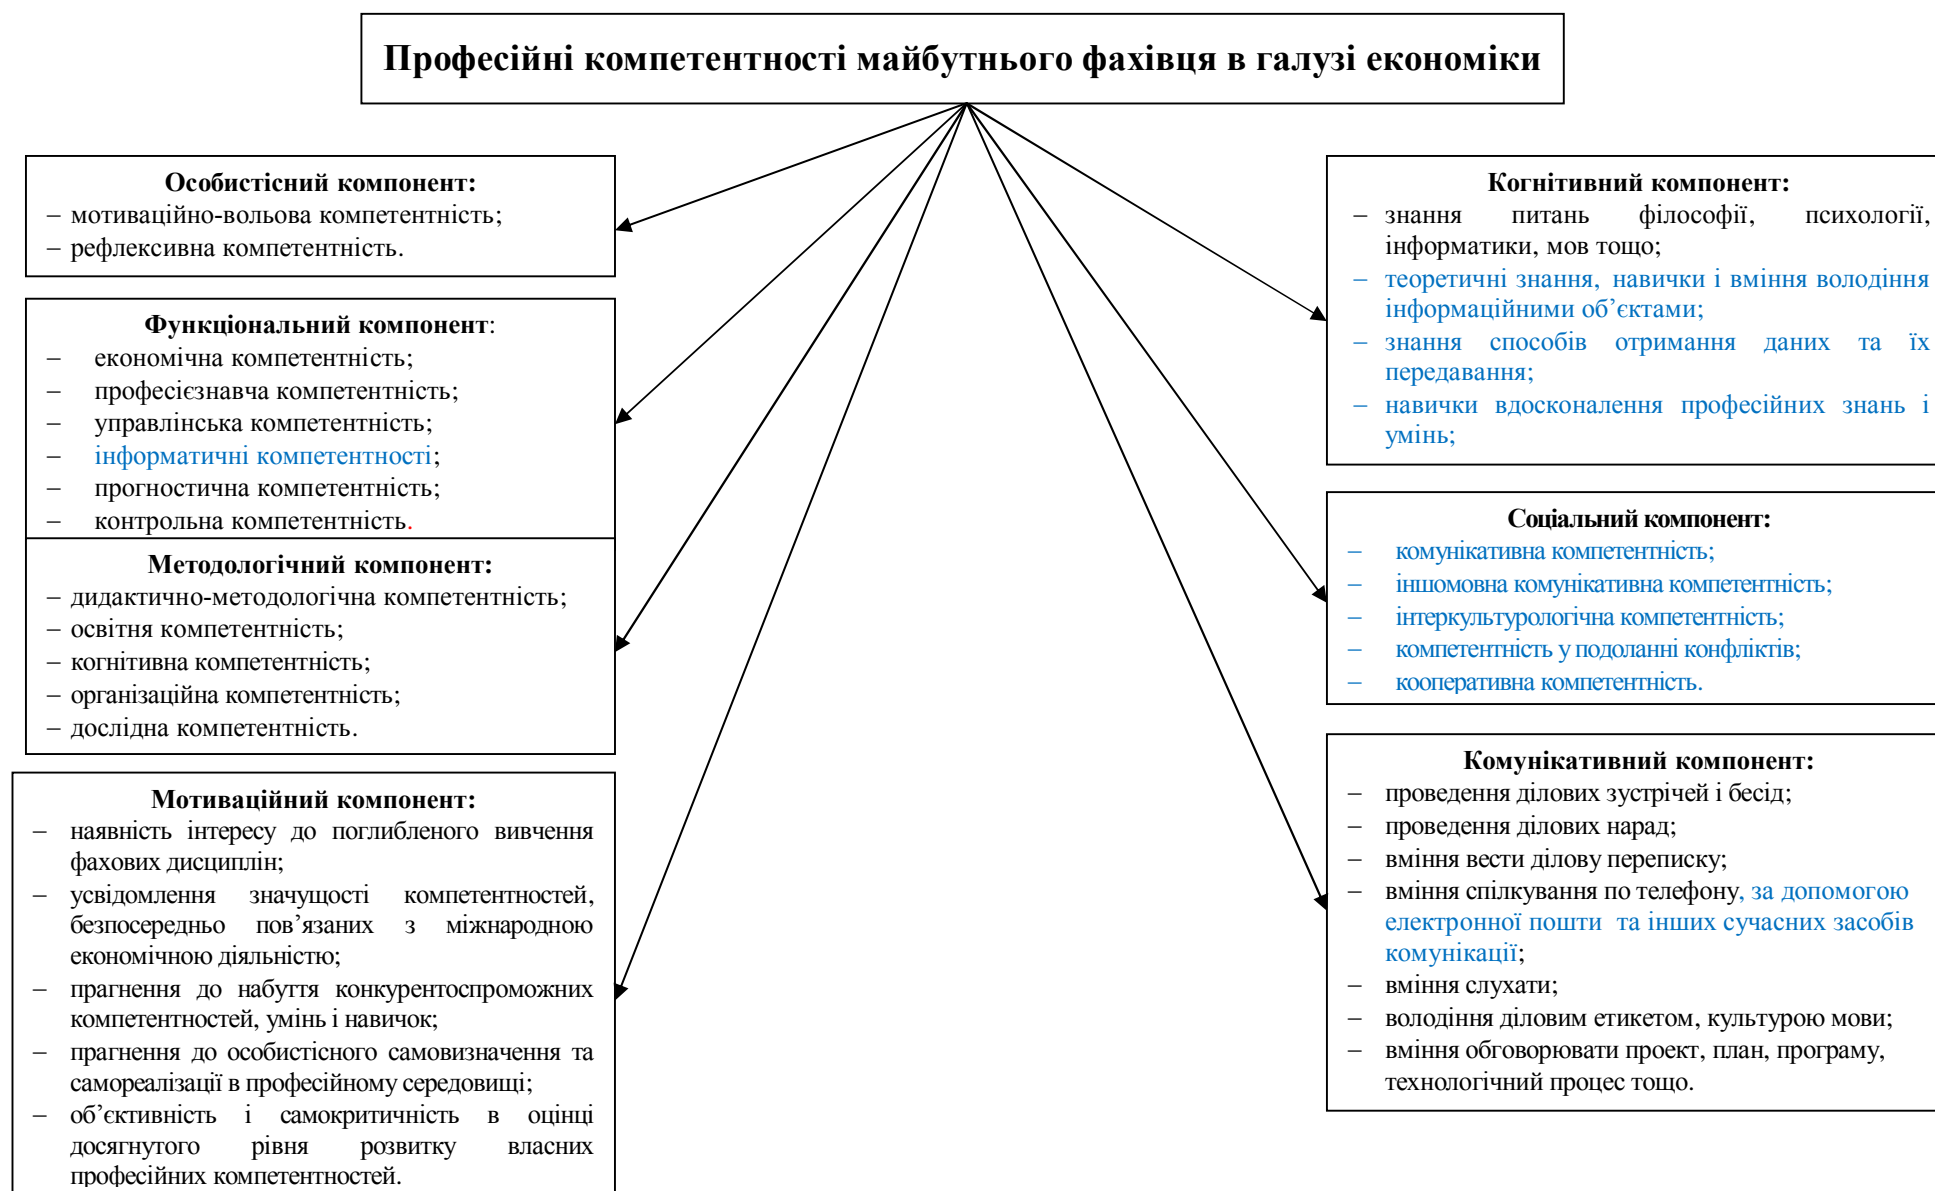 Професійні компетентності майбутнього фахівця в галузі економіки
Особистісний компонент:
– мотиваційно-вольова компетентність;
– рефлексивна компетентність.
Функціональний компонент:
– економічна компетентність;
– професієзнавча компетентність;
– управлінська компетентність;
– інформатичні компетентності;
– прогностична компетентність;
– контрольна компетентність.
Методологічний компонент:
– дидактично-методологічна компетентність;
– освітня компетентність;
– когнітивна компетентність;
– організаційна компетентність;
– дослідна компетентність.
Мотиваційний компонент:
– наявність інтересу до поглибленого вивчення
фахових дисциплін;
– усвідомлення значущості компетентностей,
безпосередньо пов’язаних з міжнародною
економічною діяльністю;
– прагнення до набуття конкурентоспроможних
компетентностей, умінь і навичок;
– прагнення до особистісного самовизначення та
самореалізації в професійному середовищі;
– об’єктивність і самокритичність в оцінці
досягнутого рівня розвитку власних
професійних компетентностей.
Когнітивний компонент:
– знання питань філософії, психології,
інформатики, мов тощо;
– теоретичні знання, навички і вміння володіння
інформаційними об’єктами;
– знання способів отримання даних та їх
передавання;
– навички вдосконалення професійних знань і
умінь;
Соціальний компонент:
– комунікативна компетентність;
– іншомовна комунікативна компетентність;
– інтеркультурологічна компетентність;
– компетентність у подоланні конфліктів;
– кооперативна компетентність.
Комунікативний компонент:
– проведення ділових зустрічей і бесід;
– проведення ділових нарад;
– вміння вести ділову переписку;
– вміння спілкування по телефону, за допомогою
електронної пошти та інших сучасних засобів
комунікації;
– вміння слухати;
– володіння діловим етикетом, культурою мови;
– вміння обговорювати проект, план, програму,
технологічний процес тощо.